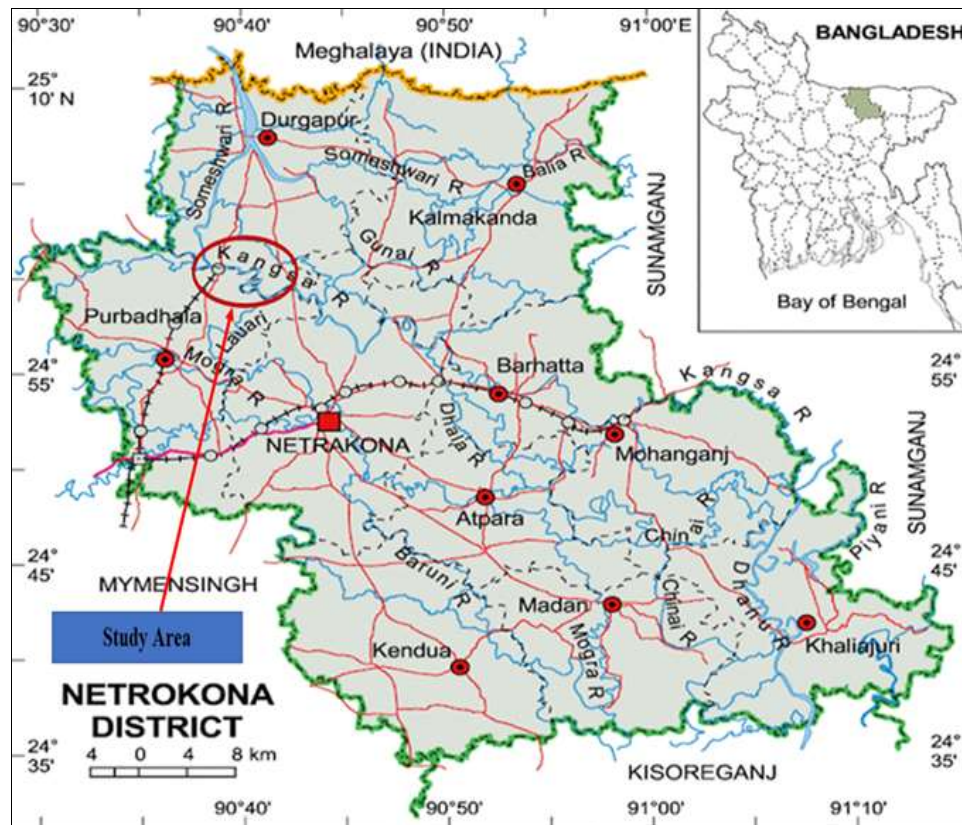 90°30' 90°40' 90°50' 91°00'E
BANGLADESH
Bay of Bengal
Meghalaya (INDIA)
25°
10' N
Durgapur
Someshwari R
Someshwari R
Balia R
Kalmakanda
SUNAMGANJ
Gunai R
Kangsa R
Purbadhala
Lauari
Mogra R
24°
55'
24°
55'
Barhatta
Kangsa R
NETRAKONA
Dhala R
Mohanganj
SUNAMGANJ
Atpara
Piyani R
Chinai R
24°
45'
24°
45'
MYMENSINGH
Baruni R
Madan
Chinai R
Dhanu R
Mogra R
Khaliajuri
Study Area
Kendua
NETROKONA
DISTRICT
4 0 4 8 km
24°
35'
24°
35'
KISOREGANJ
90°40' 90°50' 91°00' 91°10'